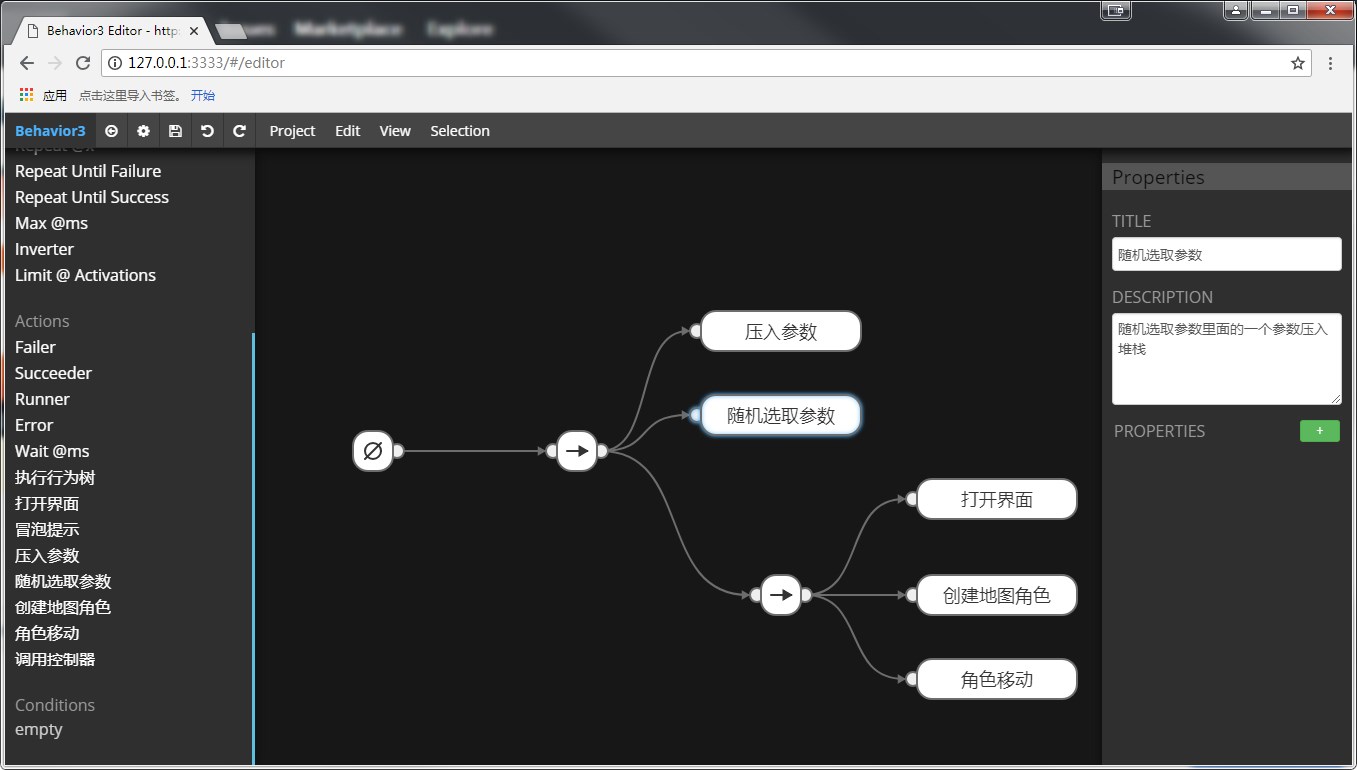 Marketplace
Explore
Behavior3 Editor - http
127.0.0.1:3333/#/editor
应用
点击这里导入书签。
开始
Behavior3
Project
Edit
View
Selection
Repeat Until Failure
Repeat Until Success
Max @ms
Inverter
Limit @ Activations
Actions
Failer
Succeeder
Runner
Error
Wait @ms
执行行为树
打开界面
冒泡提示
压入参数
随机选取参数
创建地图角色
角色移动
调用控制器
Conditions
empty
压入参数
随机选取参数
打开界面
创建地图角色
角色移动
Properties
TITLE
随机选取参数
DESCRIPTION
随机选取参数里面的一个参数压入
堆栈
PROPERTIES
+